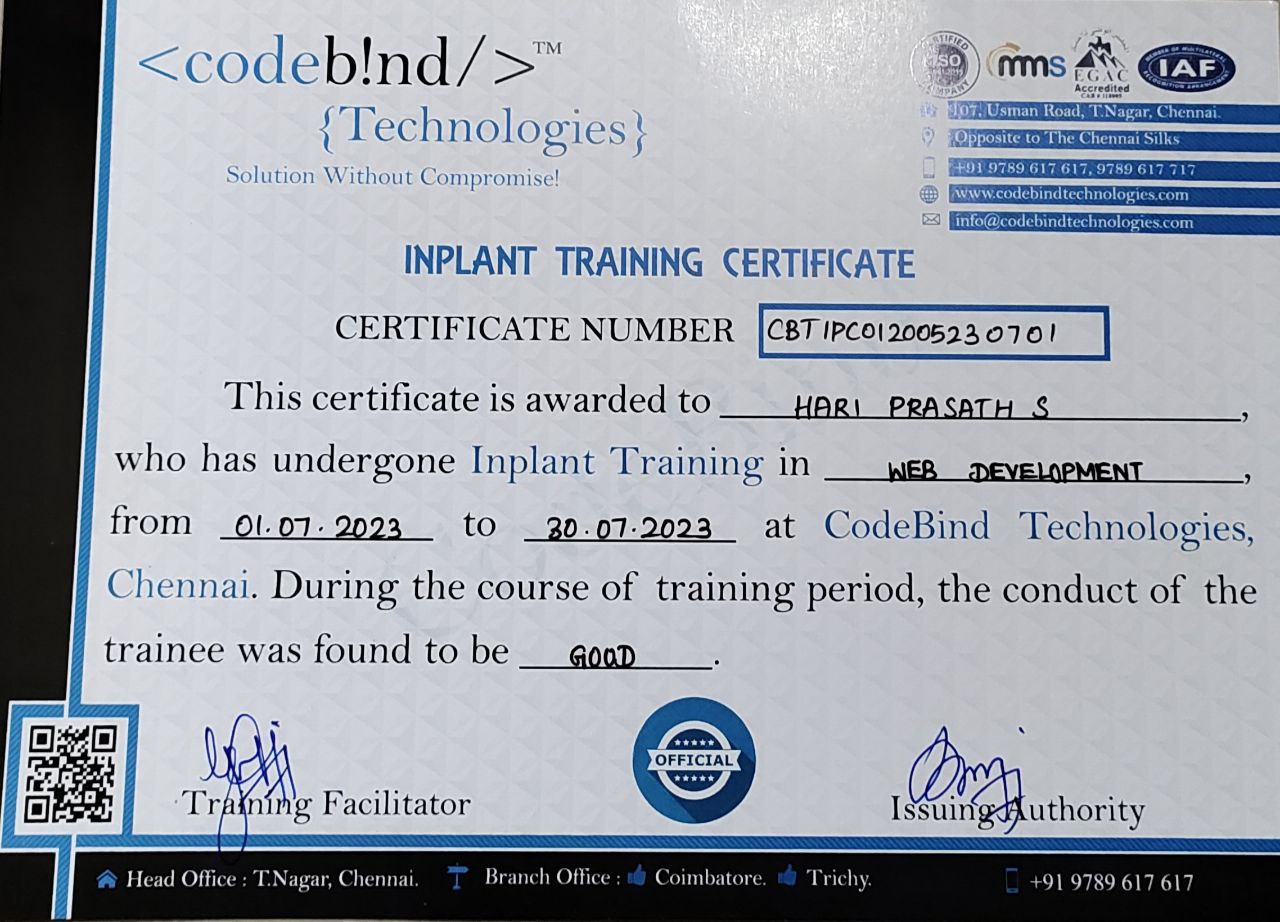 <codeb!nd/>™
{Technologies}
Solution Without Compromise!
CERTIFIED
ISO
COMPANY
mms
EGAC
Accredited
MEMBER OF MULTILATERAL
IAF
RECOGNITION ARRANGEMENT
107, Usman Road, T.Nagar, Chennai.
Opposite to The Chennai Silks
+91 9789 617 617, 9789 617 717
www.codebindtechnologies.com
info@codebindtechnologies.com
INPLANT TRAINING CERTIFICATE
CERTIFICATE NUMBER CBTIPC012005230701
This certificate is awarded to HARI PRASATH S,
who has undergone Inplant Training in WEB DEVELOPMENT,
from 01.07.2023 to 30.07.2023 at CodeBind Technologies,
Chennai. During the course of training period, the conduct of the
trainee was found to be GOOD.
OFFICIAL
Training Facilitator
Issuing Authority
Head Office : T.Nagar, Chennai. Branch Office : Coimbatore. Trichy. +91 9789 617 617